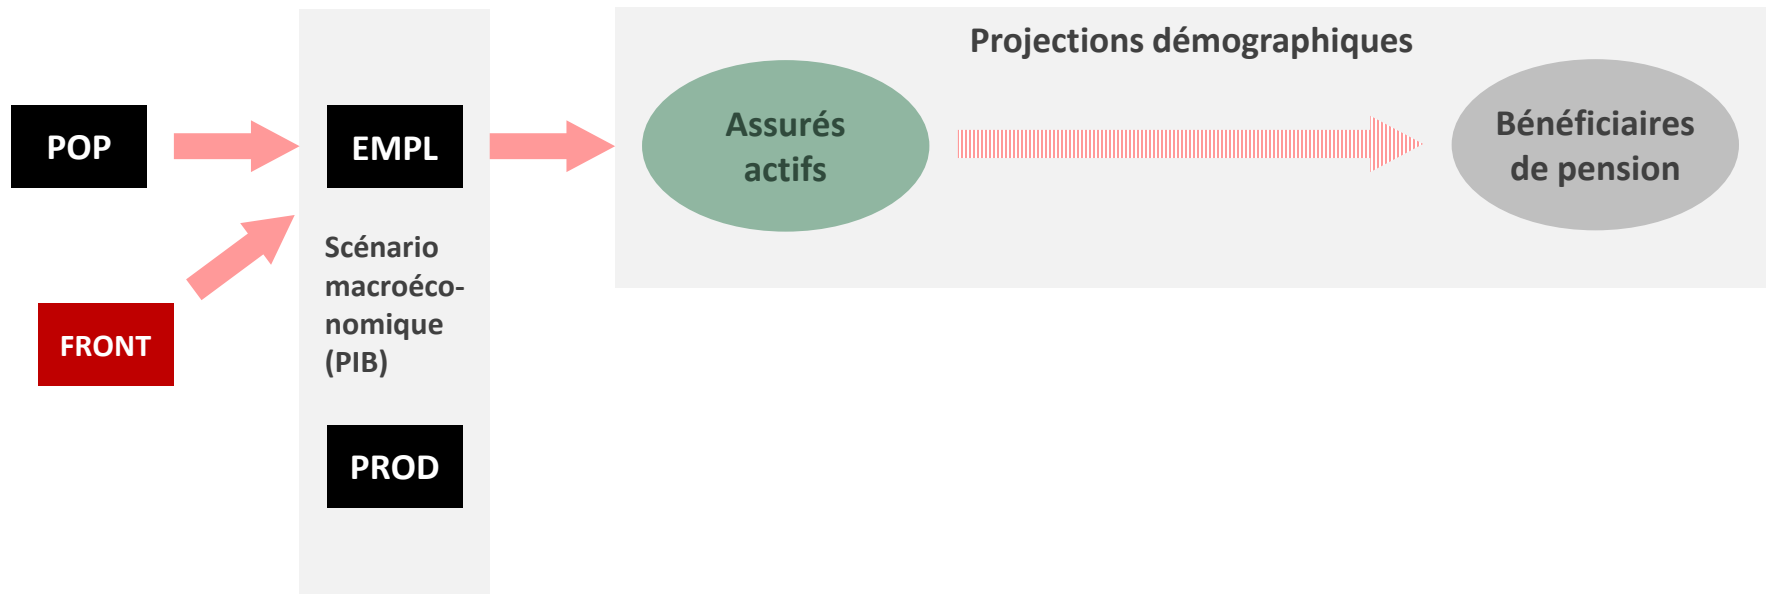 Projections démographiques
POP
EMPL
Assurés
actifs
Bénéficiaires
de pension
FRONT
Scénario
macroéco-
nomique
(PIB)
PROD